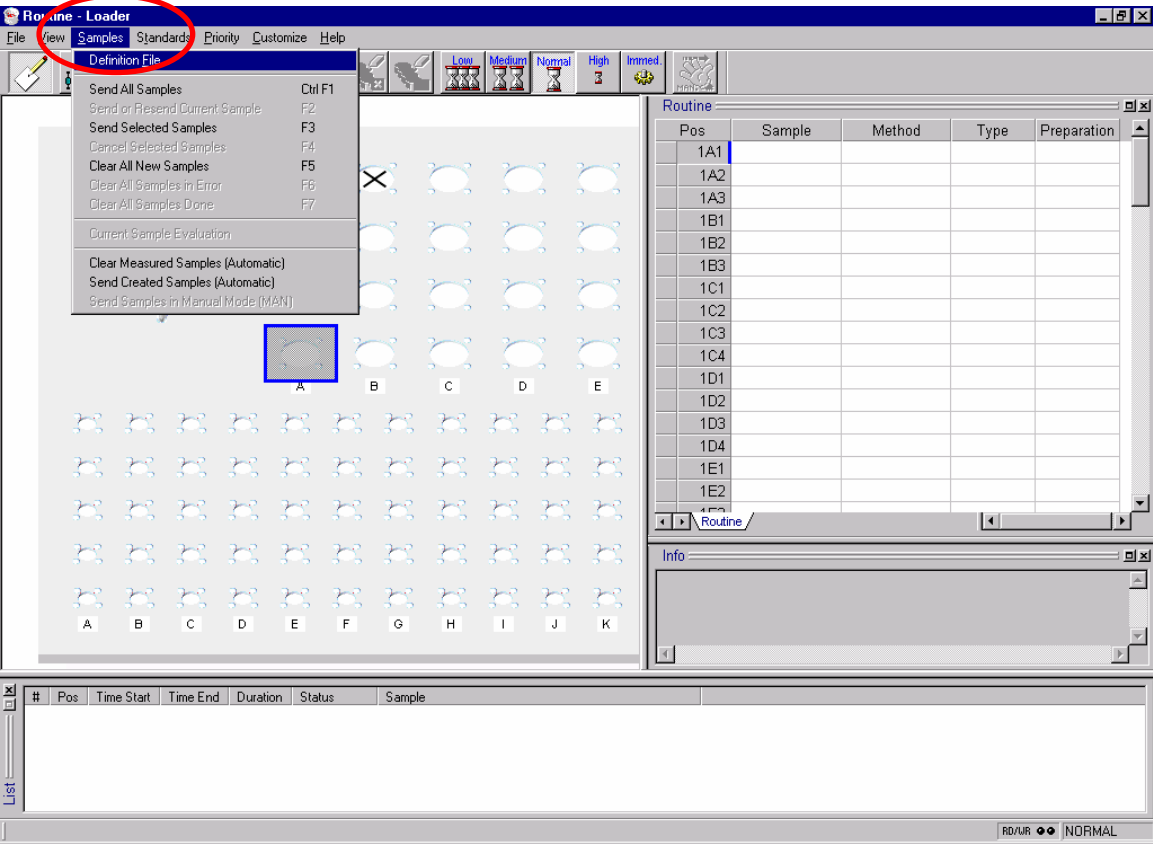 Routine - Loader
File View Samples Standards Priority Customize Help
Definition File
Send All Samples Ctrl F1
Send or Resend Current Sample F2
Send Selected Samples F3
Cancel Selected Samples F4
Clear All New Samples F5
Clear All Samples in Error F6
Clear All Samples Done F7
Current Sample Evaluation
Clear Measured Samples (Automatic)
Send Created Samples (Automatic)
Send Samples in Manual Mode (MAN)
Low Medium Normal High Immed.
A B C D E
A B C D E F G H I J K
Routine
Pos Sample Method Type Preparation
1A1
1A2
1A3
1B1
1B2
1B3
1C1
1C2
1C3
1C4
1D1
1D2
1D3
1D4
1E1
1E2
1E3
Routine
Info
List
# Pos Time Start Time End Duration Status Sample
RD/WR NORMAL